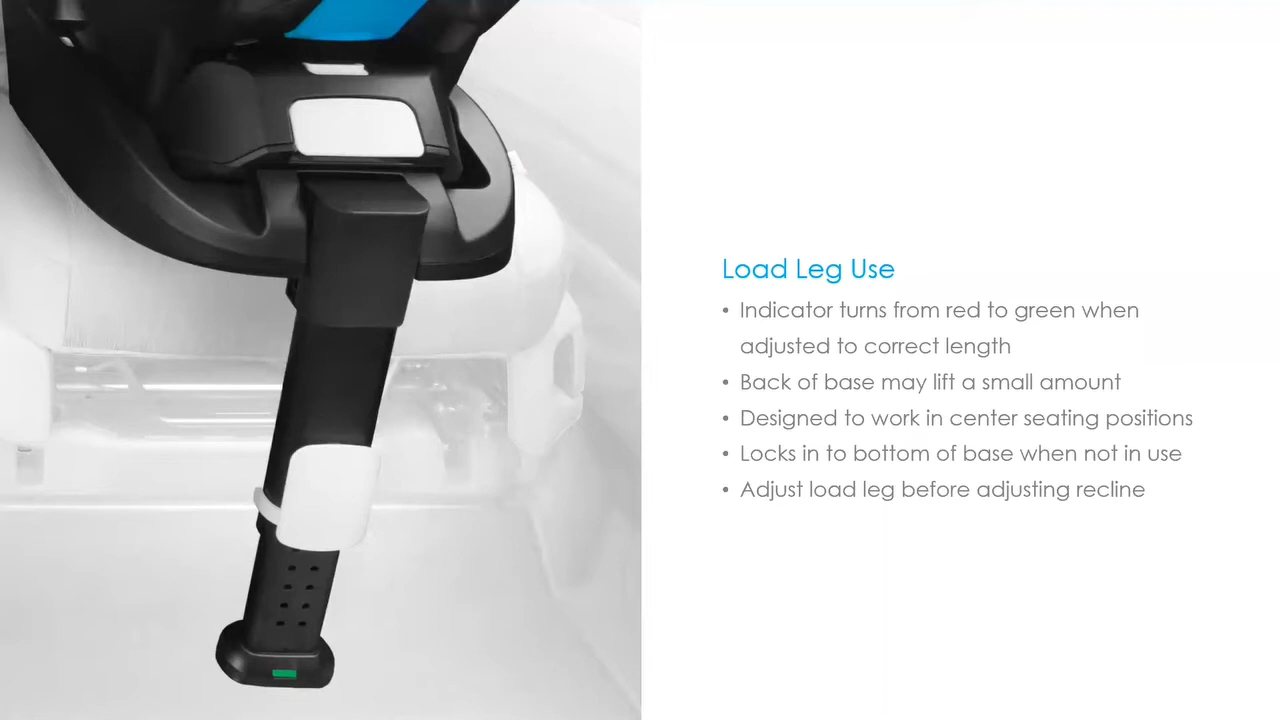 Load Leg Use
• Indicator turns from red to green when
adjusted to correct length
• Back of base may lift a small amount
• Designed to work in center seating positions
• Locks in to bottom of base when not in use
• Adjust load leg before adjusting recline